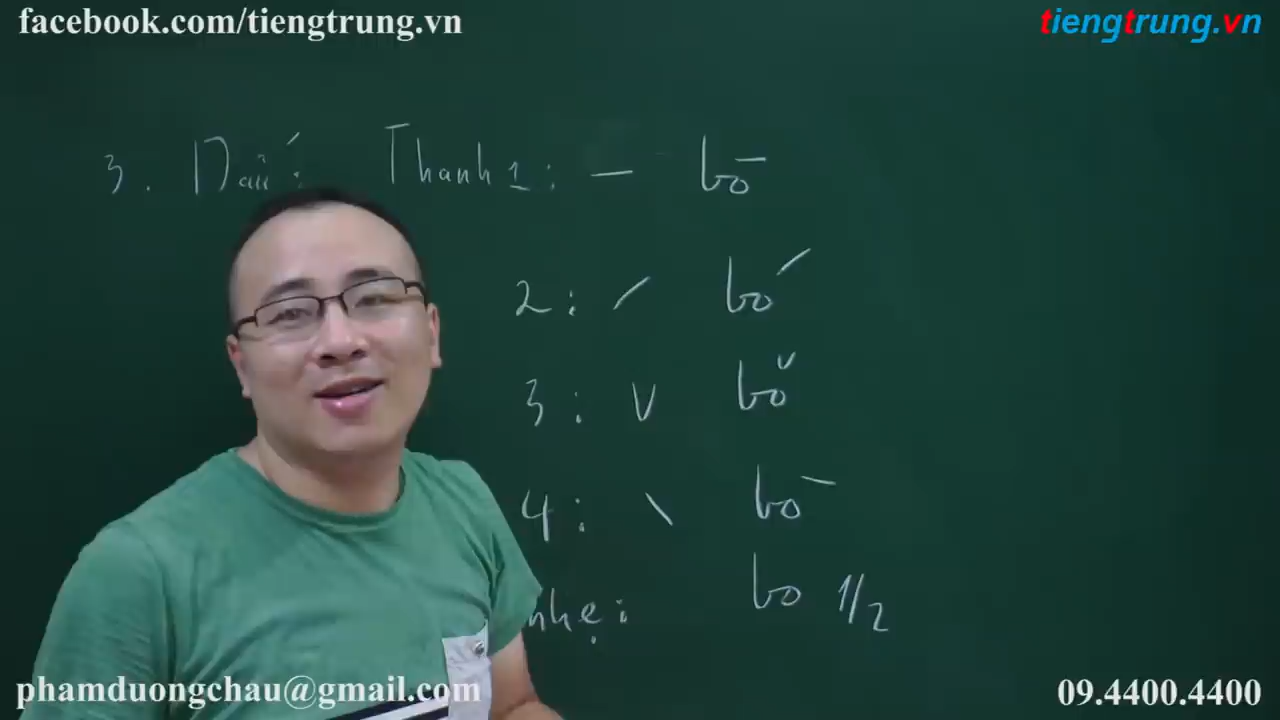 facebook.com/tiengtrung.vn
tiengtrung.vn
3. Dấu: Thanh 1: — bō
2: ˊ bó
3: ˇ bǒ
4: ˋ bò
nhẹ: bo 1/2
phamduongchau@gmail.com
09.4400.4400